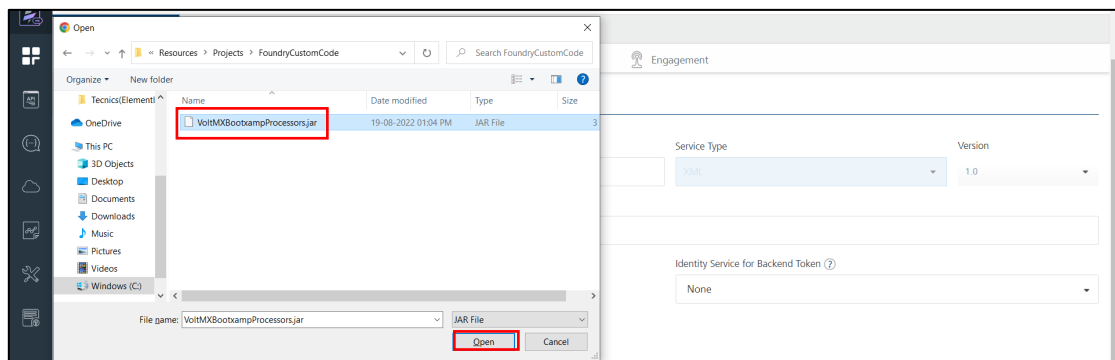 Open
« Resources > Projects > FoundryCustomCode
Search FoundryCustomCode
Engagement
Organize
New folder
Tecnics(Elementi
Name
Date modified
Type
Size
VoltMXBootxampProcessors.jar
19-08-2022 01:04 PM
JAR File
3
OneDrive
This PC
3D Objects
Desktop
Documents
Downloads
Music
Pictures
Videos
Windows (C:)
Service Type
Version
XML
1.0
Identity Service for Backend Token ?
None
File name:
VoltMXBootxampProcessors.jar
JAR File
Open
Cancel
API